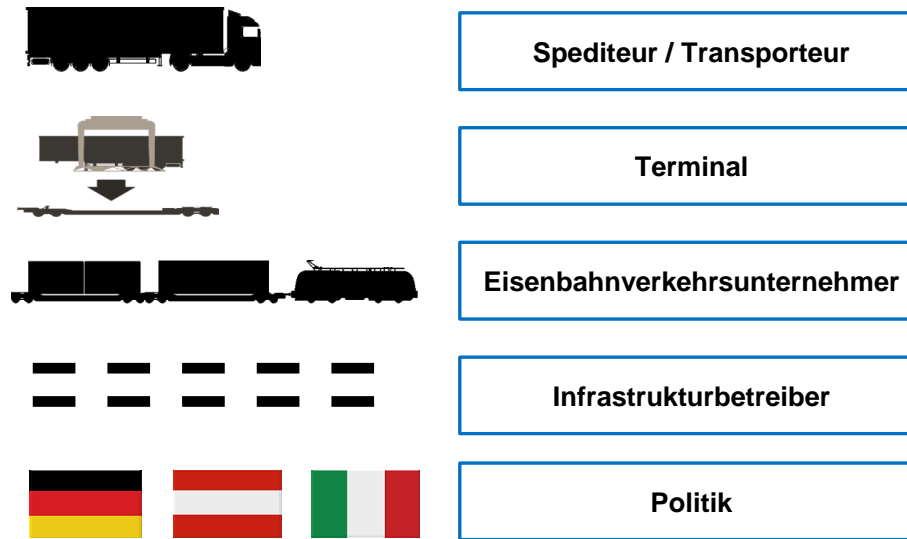 Spediteur / Transporteur
Terminal
Eisenbahnverkehrsunternehmer
Infrastrukturbetreiber
Politik